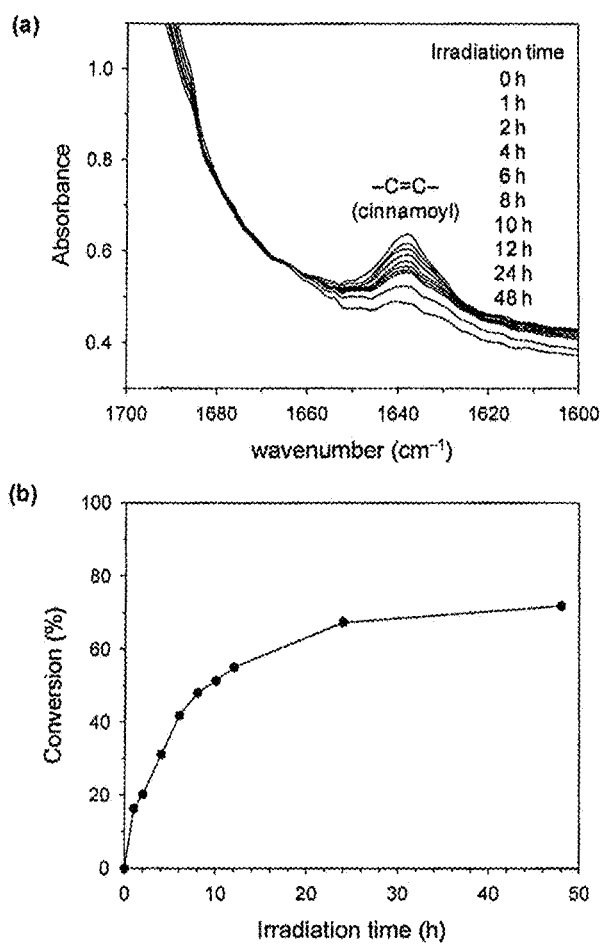 (a)
Irradiation time
0 h
1 h
2 h
4 h
6 h
8 h
10 h
12 h
24 h
48 h
–C=C–
(cinnamoyl)
Absorbance
1.0
0.8
0.6
0.4
1700 1680 1660 1640 1620 1600
wavenumber (cm⁻¹)
(b)
Conversion (%)
100
80
60
40
20
0
0 10 20 30 40 50
Irradiation time (h)